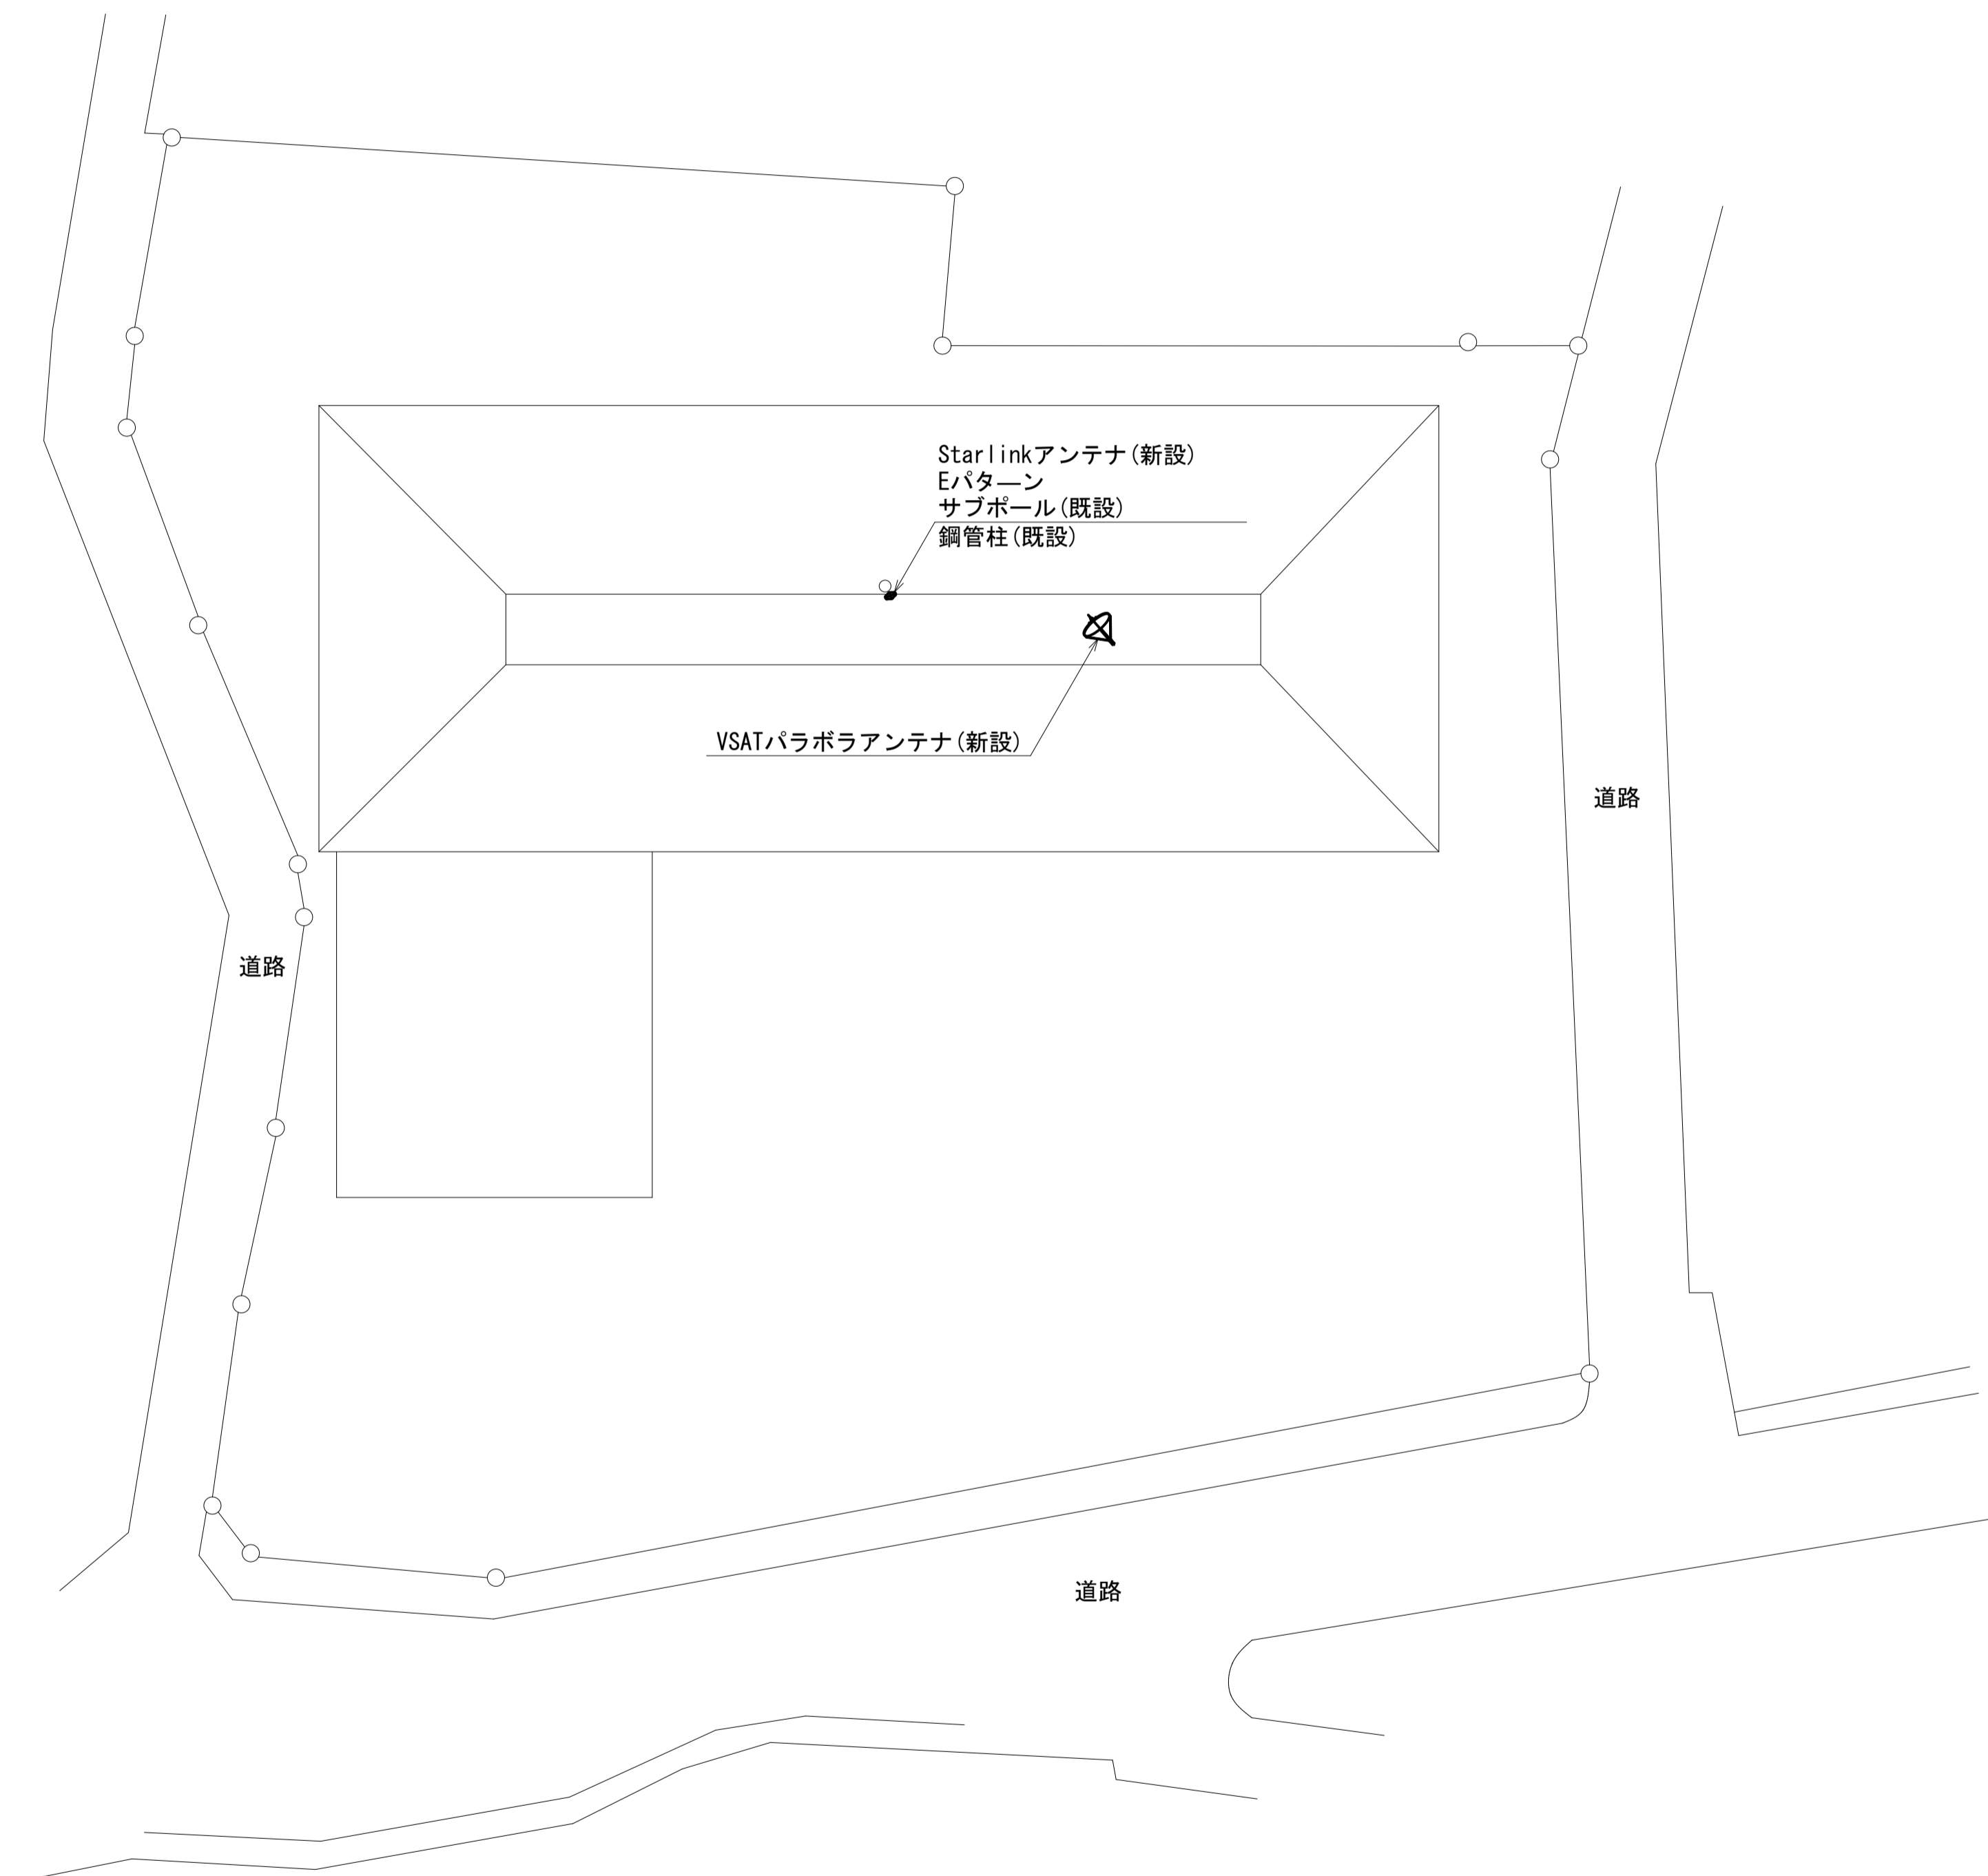 Starlinkアンテナ(新設)
Eパターン
サブポール(既設)
鋼管柱(既設)
VSATパラボラアンテナ(新設)
道路
道路
道路